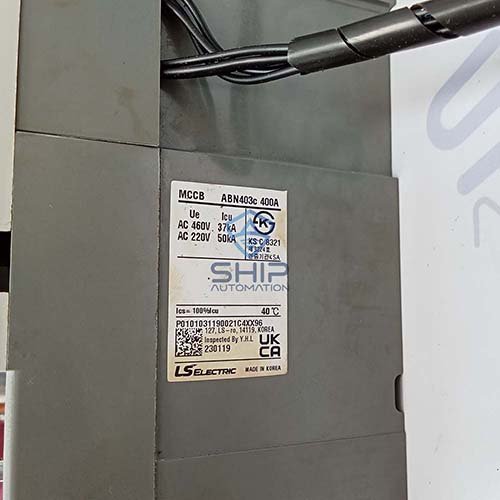 MCCB ABN403c 400A
Ue Icu
AC 460V 37kA
AC 220V 50kA
K
KS C 8321
SHIP
AUTOMATION
Ics=100%Icu 40℃
P0101031190021C4XX96
127, LS-ro, 14119, KOREA
Inspected By Y.H.L
230119
UK
CA
LS ELECTRIC MADE IN KOREA